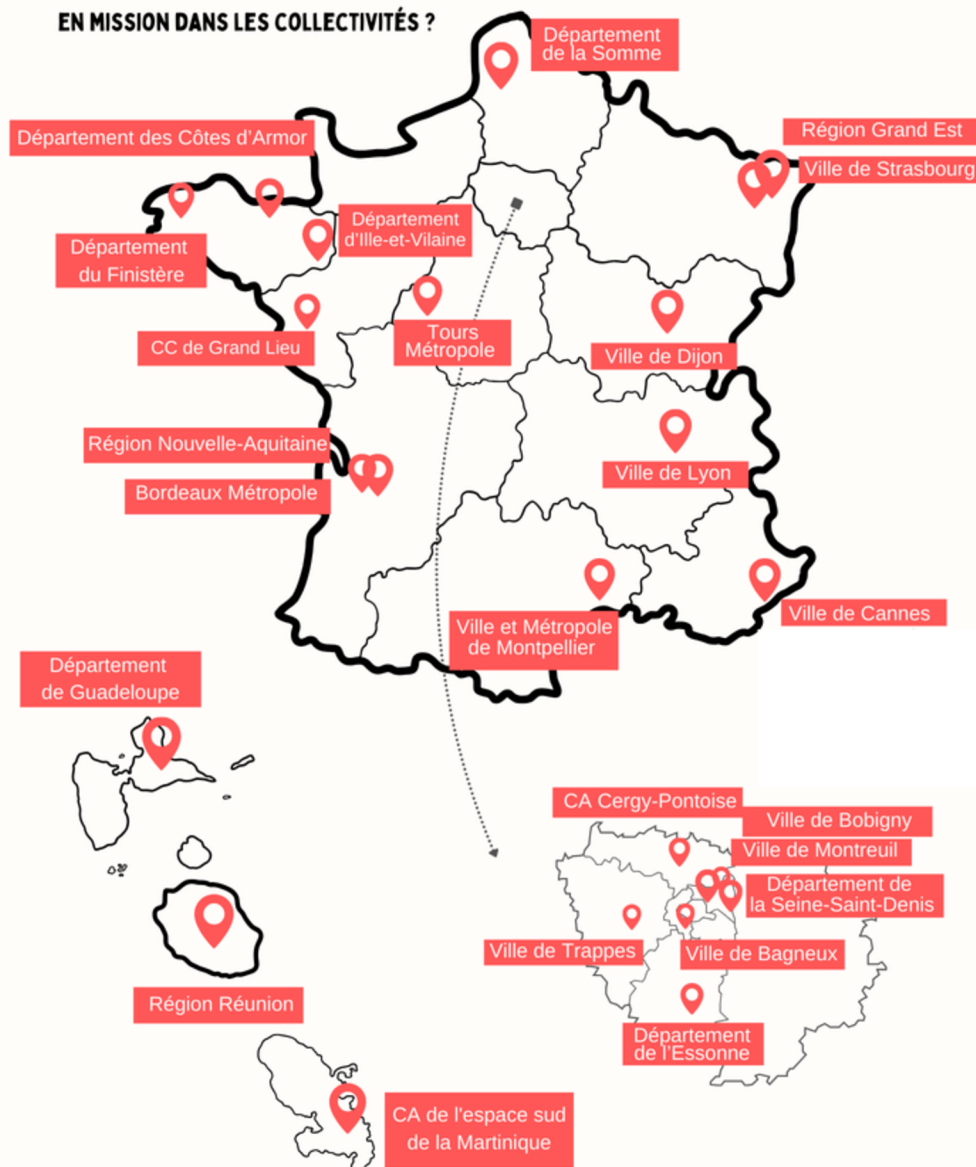 EN MISSION DANS LES COLLECTIVITÉS ?
Département
de la Somme
Département des Côtes d'Armor
Région Grand Est
Ville de Strasbourg
Département
d'Ille-et-Vilaine
Département
du Finistère
CC de Grand Lieu
Tours
Métropole
Ville de Dijon
Région Nouvelle-Aquitaine
Bordeaux Métropole
Ville de Lyon
Ville et Métropole
de Montpellier
Ville de Cannes
Département
de Guadeloupe
CA Cergy-Pontoise
Ville de Bobigny
Ville de Montreuil
Département de
la Seine-Saint-Denis
Ville de Trappes
Ville de Bagneux
Région Réunion
Département
de l'Essonne
CA de l'espace sud
de la Martinique